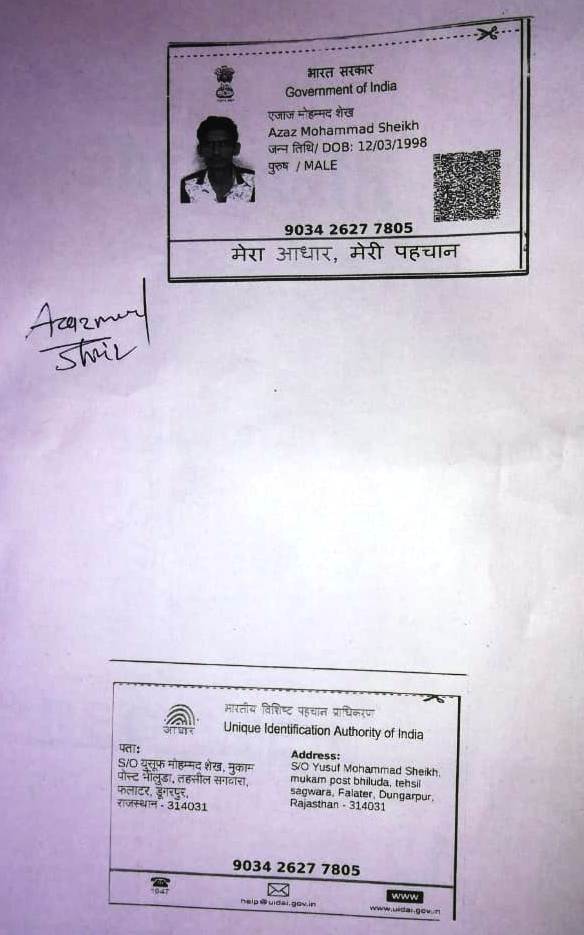 भारत सरकार
Government of India
एजाज मोहम्मद शेख
Azaz Mohammad Sheikh
जन्म तिथि/ DOB: 12/03/1998
पुरुष / MALE
9034 2627 7805
मेरा आधार, मेरी पहचान
भारतीय विशिष्ट पहचान प्राधिकरण
आधार
Unique Identification Authority of India
पताः
S/O युसूफ मोहम्मद शेख, मुकाम
पोस्ट भीलुडा, तहसील सागवारा,
फलाटर, डूंगरपुर,
राजस्थान - 314031
Address:
S/O Yusuf Mohammad Sheikh,
mukam post bhiluda, tehsil
sagwara, Falater, Dungarpur,
Rajasthan - 314031
9034 2627 7805
1947
help@uidai.gov.in
www
www.uidai.gov.in